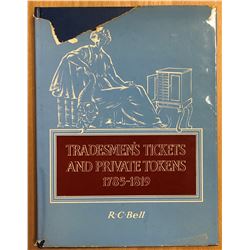 TRADESMEN'S TICKETS
AND PRIVATE TOKENS
1785-1819
R·C·Bell